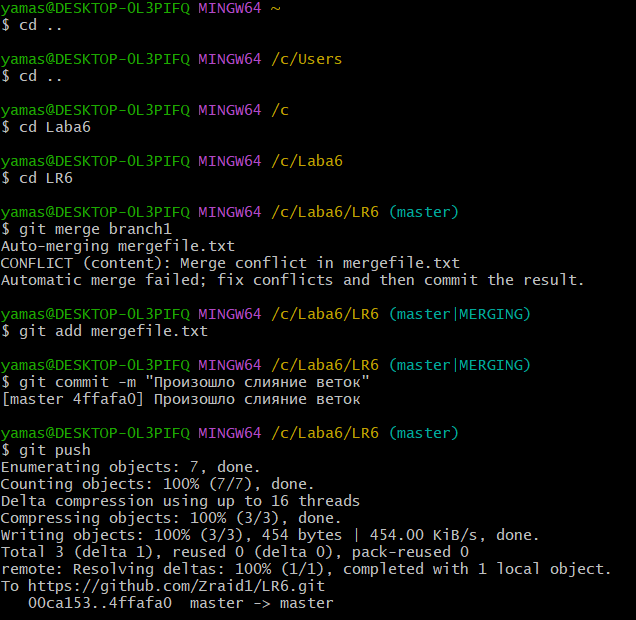 yamas@DESKTOP-0L3PIFQ MINGW64 ~
$ cd ..
yamas@DESKTOP-0L3PIFQ MINGW64 /c/Users
$ cd ..
yamas@DESKTOP-0L3PIFQ MINGW64 /c
$ cd Laba6
yamas@DESKTOP-0L3PIFQ MINGW64 /c/Laba6
$ cd LR6
yamas@DESKTOP-0L3PIFQ MINGW64 /c/Laba6/LR6 (master)
$ git merge branch1
Auto-merging mergefile.txt
CONFLICT (content): Merge conflict in mergefile.txt
Automatic merge failed; fix conflicts and then commit the result.
yamas@DESKTOP-0L3PIFQ MINGW64 /c/Laba6/LR6 (master|MERGING)
$ git add mergefile.txt
yamas@DESKTOP-0L3PIFQ MINGW64 /c/Laba6/LR6 (master|MERGING)
$ git commit -m "Произошло слияние веток"
[master 4ffafa0] Произошло слияние веток
yamas@DESKTOP-0L3PIFQ MINGW64 /c/Laba6/LR6 (master)
$ git push
Enumerating objects: 7, done.
Counting objects: 100% (7/7), done.
Delta compression using up to 16 threads
Compressing objects: 100% (3/3), done.
Writing objects: 100% (3/3), 454 bytes | 454.00 KiB/s, done.
Total 3 (delta 1), reused 0 (delta 0), pack-reused 0
remote: Resolving deltas: 100% (1/1), completed with 1 local object.
To https://github.com/Zraid1/LR6.git
00ca153..4ffafa0  master -> master